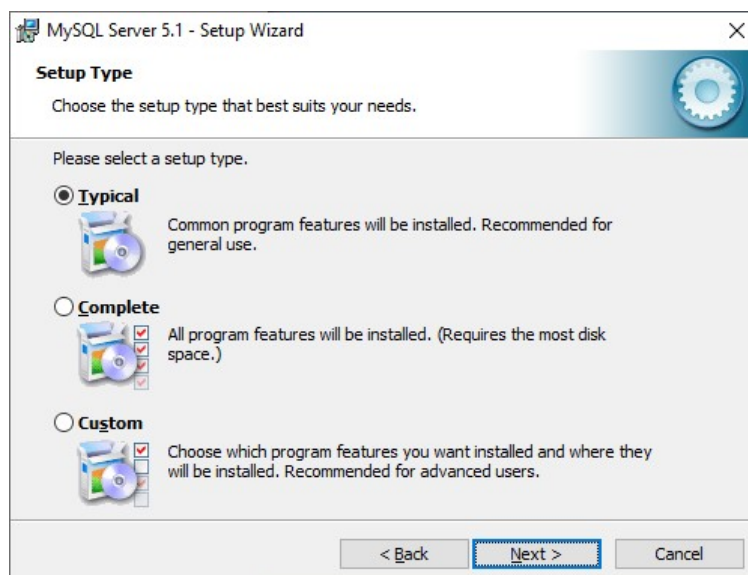 MySQL Server 5.1 - Setup Wizard
Setup Type
Choose the setup type that best suits your needs.
Please select a setup type.
Typical
Common program features will be installed. Recommended for
general use.
Complete
All program features will be installed. (Requires the most disk
space.)
Custom
Choose which program features you want installed and where they
will be installed. Recommended for advanced users.
< Back
Next >
Cancel